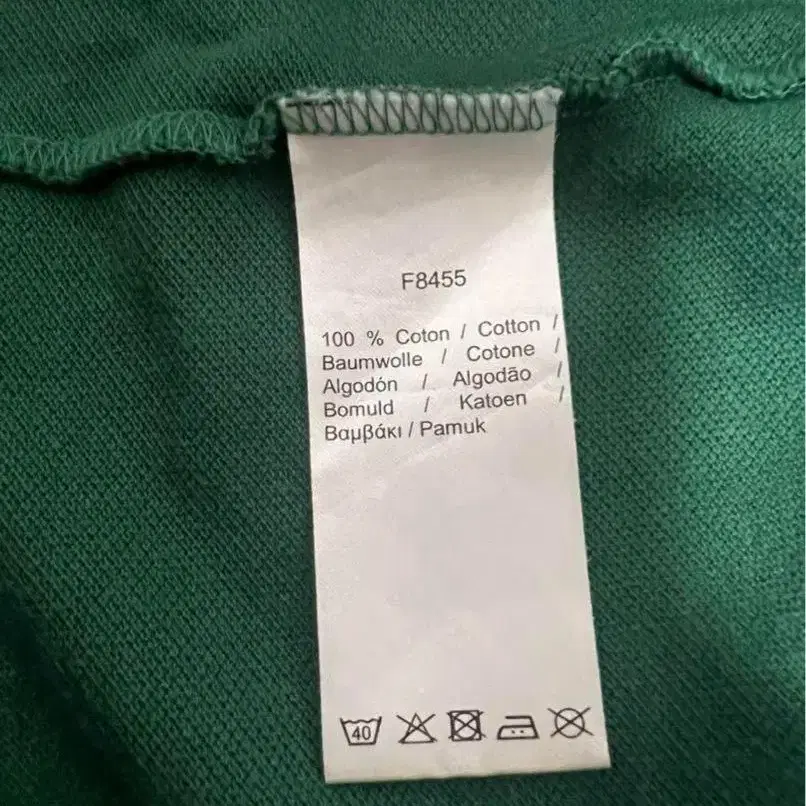 F8455
100 % Coton / Cotton /
Baumwolle / Cotone /
Algodón / Algodão /
Bomuld / Katoen /
Βαμβάκι / Pamuk
40